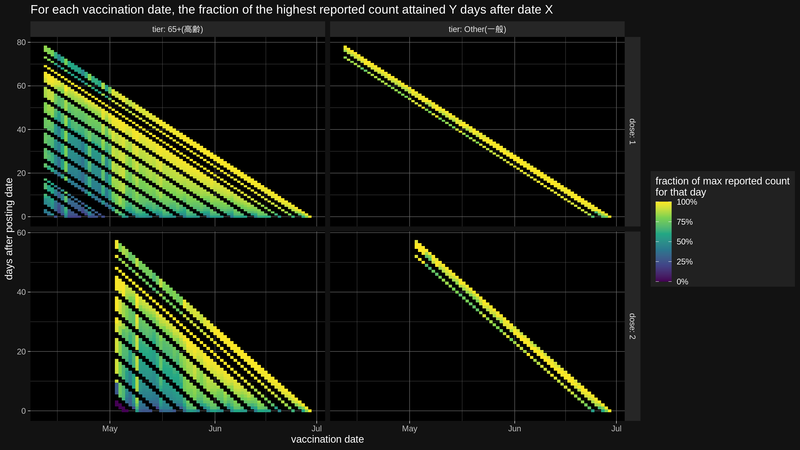 For each vaccination date, the fraction of the highest reported count attained Y days after date X
tier: 65+(高齢)
tier: Other(一般)
80
60
40
20
0
dose: 1
60
40
20
0
dose: 2
days after posting date
May
Jun
Jul
May
Jun
Jul
vaccination date
fraction of max reported count
for that day
100%
75%
50%
25%
0%